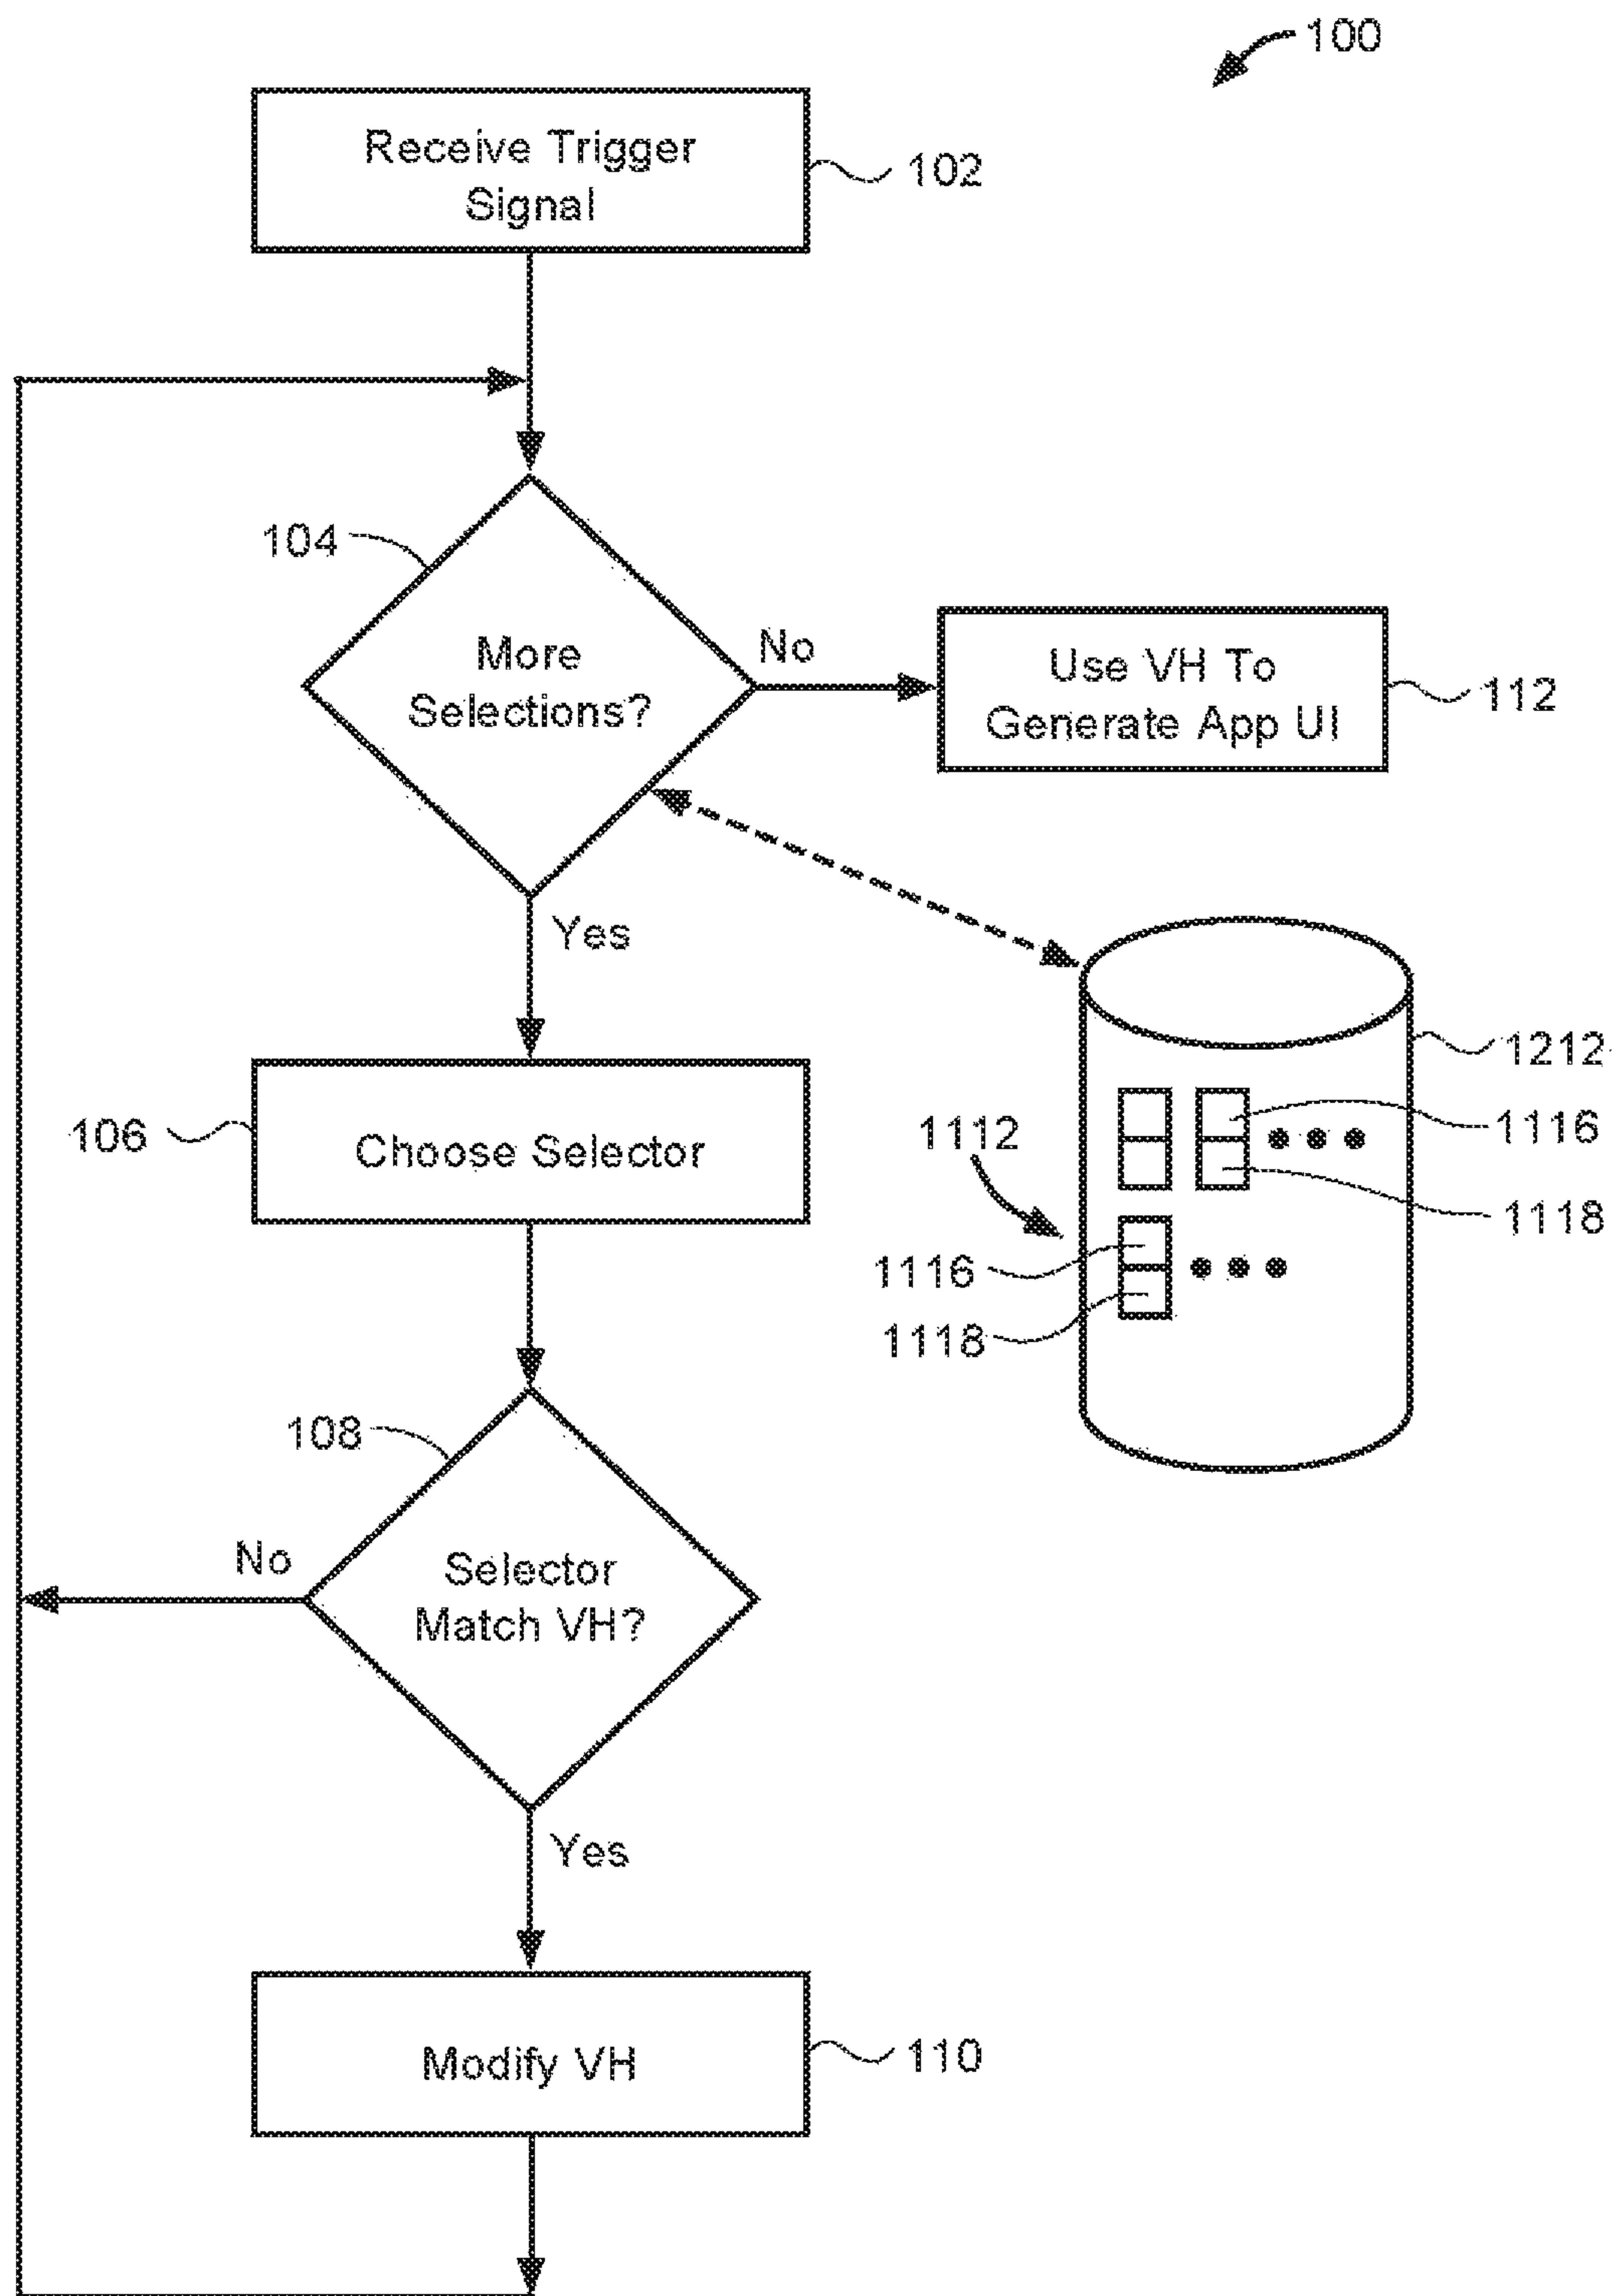 100
Receive Trigger
Signal
102
104
More
Selections?
No
Use VH To
Generate App UI
112
Yes
1212
106
Choose Selector
1112
1116
1118
1116
1118
108
No
Selector
Match VH?
Yes
Modify VH
110